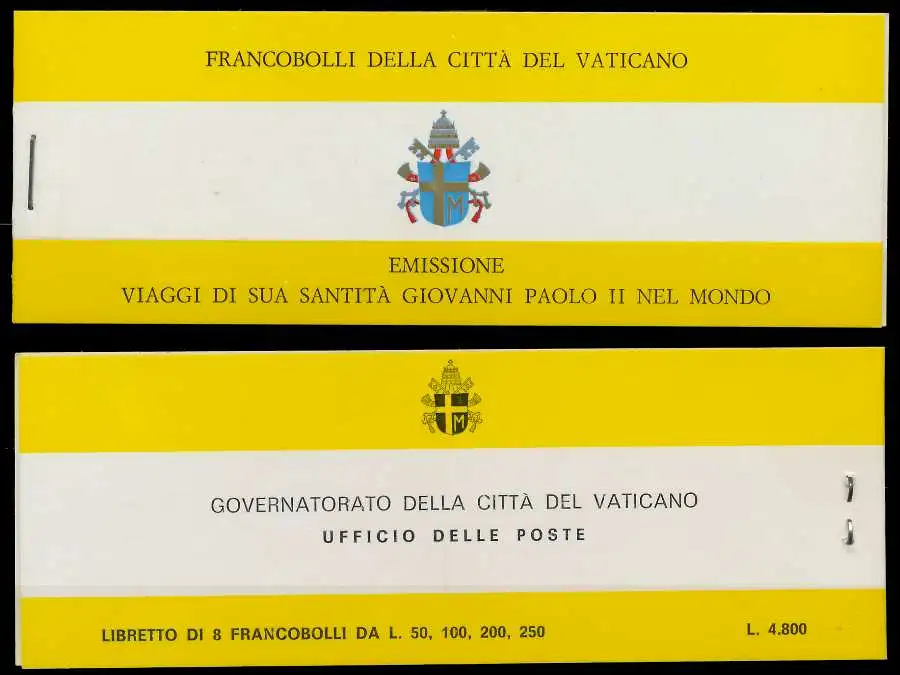 FRANCOBOLLI DELLA CITTÀ DEL VATICANO
M
EMISSIONE
VIAGGI DI SUA SANTITÀ GIOVANNI PAOLO II NEL MONDO
M
GOVERNATORATO DELLA CITTÀ DEL VATICANO
UFFICIO DELLE POSTE
LIBRETTO DI 8 FRANCOBOLLI DA L. 50, 100, 200, 250
L. 4.800